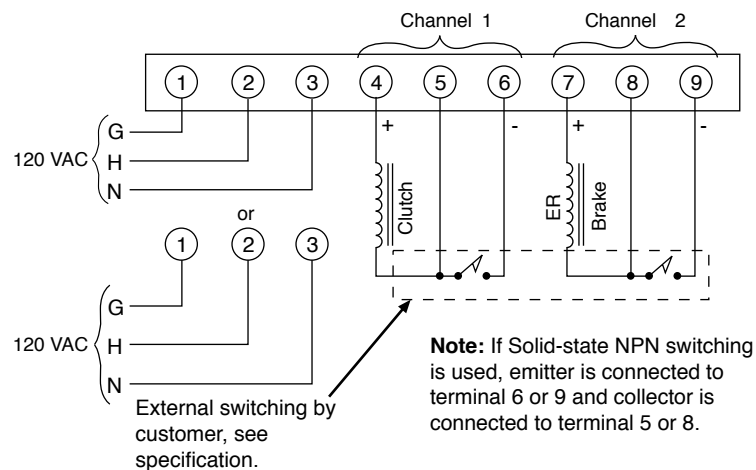 Channel 1 Channel 2
1 2 3 4 5 6 7 8 9
+ - + -
G
120 VAC H
N
Clutch
ER Brake
or
1 2 3
G
120 VAC H
N
External switching by
customer, see
specification.
Note: If Solid-state NPN switching
is used, emitter is connected to
terminal 6 or 9 and collector is
connected to terminal 5 or 8.